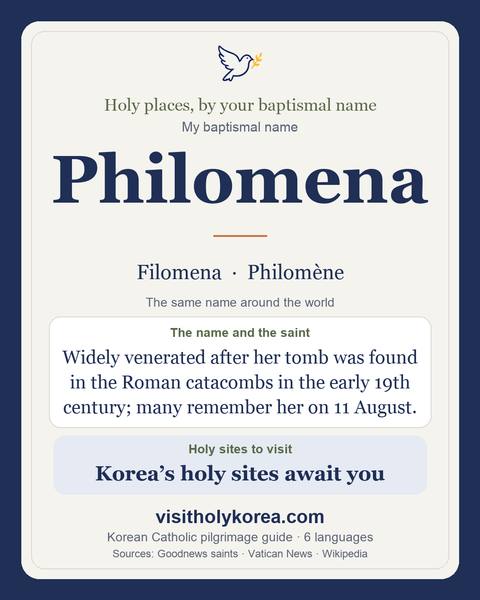 Holy places, by your baptismal name
My baptismal name
Philomena
Filomena · Philomène
The same name around the world
The name and the saint
Widely venerated after her tomb was found
in the Roman catacombs in the early 19th
century; many remember her on 11 August.
Holy sites to visit
Korea’s holy sites await you
visitholykorea.com
Korean Catholic pilgrimage guide · 6 languages
Sources: Goodnews saints · Vatican News · Wikipedia